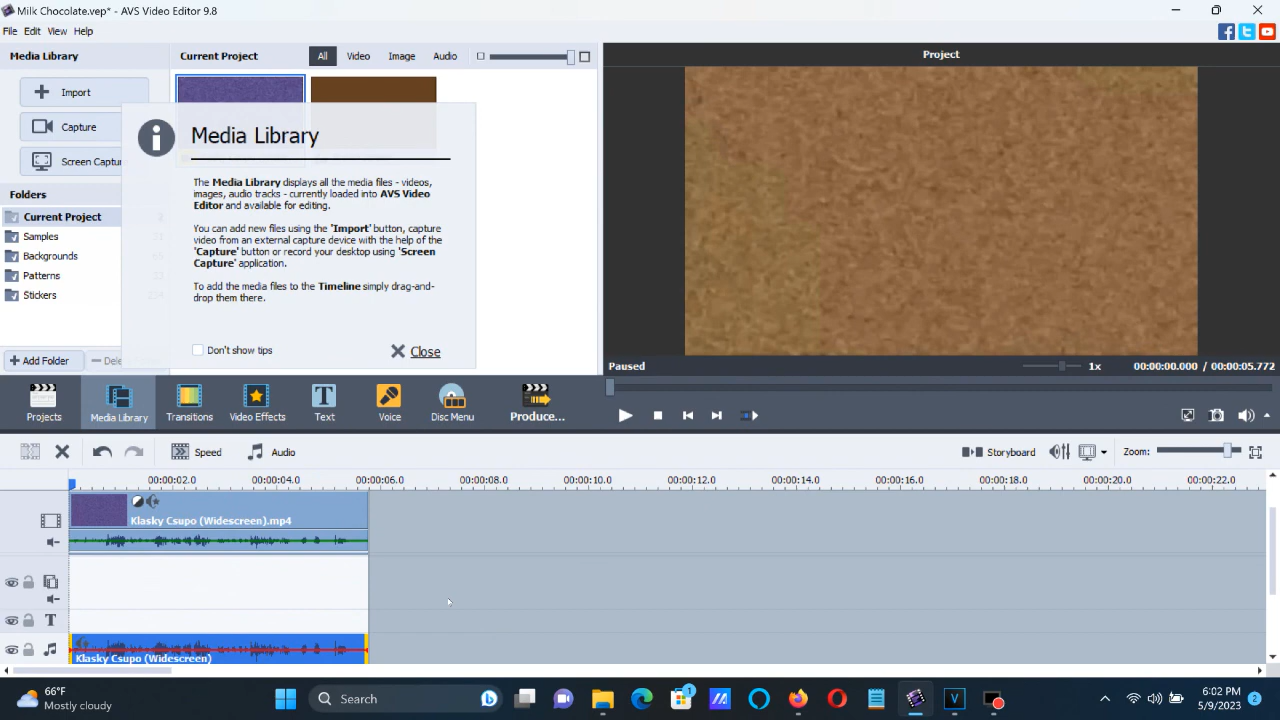 Milk Chocolate.vep* - AVS Video Editor 9.8
File Edit View Help
Media Library
Current Project
All Video Image Audio
Project
Import
Capture
Screen Captu
Folders
Current Project
Samples
Backgrounds
Patterns
Stickers
Add Folder
Media Library
The Media Library displays all the media files - videos,
images, audio tracks - currently loaded into AVS Video
Editor and available for editing.
You can add new files using the 'Import' button, capture
video from an external capture device with the help of the
'Capture' button or record your desktop using 'Screen
Capture' application.
To add the media files to the Timeline simply drag-and-
drop them there.
Don't show tips
Close
Paused
1x
00:00:00.000 / 00:00:05.772
Projects
Media Library
Transitions
Video Effects
Text
Voice
Disc Menu
Produce...
Speed
Audio
Storyboard
Zoom:
00:00:02.0 00:00:04.0 00:00:06.0 00:00:08.0 00:00:10.0 00:00:12.0 00:00:14.0 00:00:16.0 00:00:18.0 00:00:20.0 00:00:22.0
Klasky Csupo (Widescreen).mp4
T
Klasky Csupo (Widescreen)
66°F
Mostly cloudy
Search
1
V
6:02 PM
5/9/2023
2